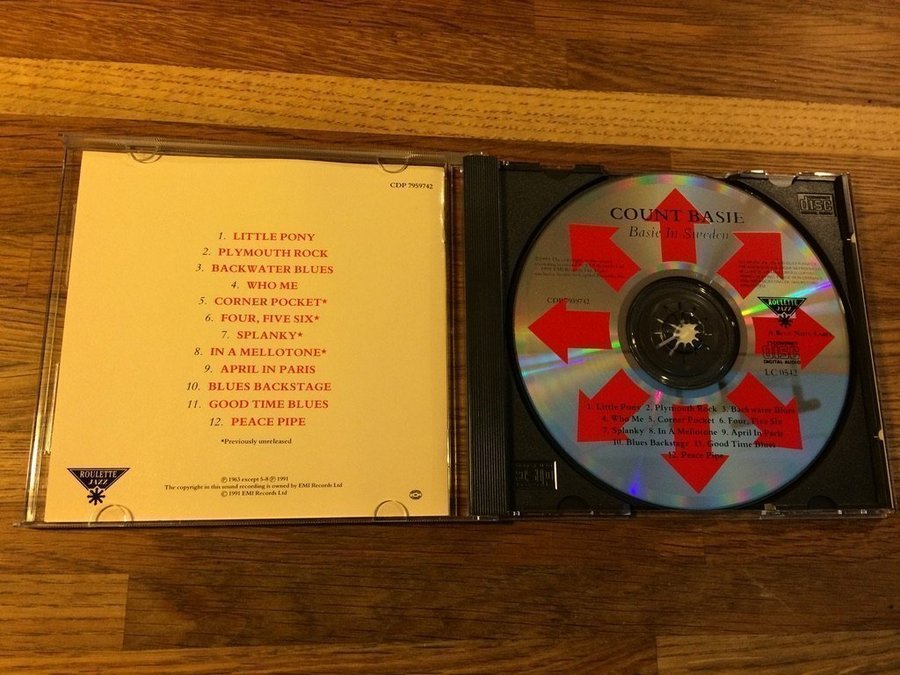 CDP 7959742
1. LITTLE PONY
2. PLYMOUTH ROCK
3. BACKWATER BLUES
4. WHO ME
5. CORNER POCKET*
6. FOUR, FIVE SIX*
7. SPLANKY*
8. IN A MELLOTONE*
9. APRIL IN PARIS
10. BLUES BACKSTAGE
11. GOOD TIME BLUES
12. PEACE PIPE
*Previously unreleased
ROULETTE
JAZZ
℗ 1963 except 5-8 ℗ 1991
The copyright in this sound recording is owned by EMI Records Ltd
© 1991 EMI Records Ltd
disc
COUNT BASIE
Basie In Sweden
CDP 7959742
ROULETTE
JAZZ
COMPACT
disc
DIGITAL AUDIO
LC 0542
1. Little Pony 2. Plymouth Rock 3. Backwater Blues
4. Who Me 5. Corner Pocket 6. Four, Five Six
7. Splanky 8. In A Mellotone 9. April In Paris
10. Blues Backstage 11. Good Time Blues
12. Peace Pipe